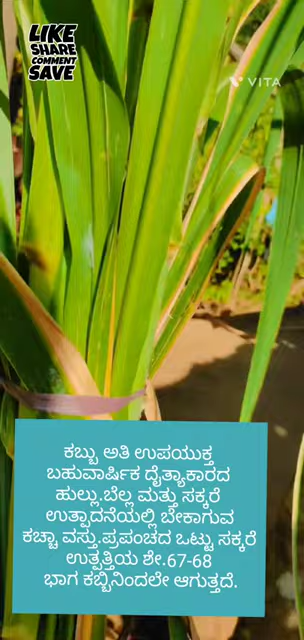 LIKE
SHARE
COMMENT
SAVE
VITA
ಕಬ್ಬು ಅತಿ ಉಪಯುಕ್ತ
ಬಹುವಾರ್ಷಿಕ ದೈತ್ಯಾಕಾರದ
ಹುಲ್ಲು.ಬೆಲ್ಲ ಮತ್ತು ಸಕ್ಕರೆ
ಉತ್ಪಾದನೆಯಲ್ಲಿ ಬೇಕಾಗುವ
ಕಚ್ಚಾ ವಸ್ತು.ಪ್ರಪಂಚದ ಒಟ್ಟು ಸಕ್ಕರೆ
ಉತ್ಪತ್ತಿಯ ಶೇ.67-68
ಭಾಗ ಕಬ್ಬಿನಿಂದಲೇ ಆಗುತ್ತದೆ.